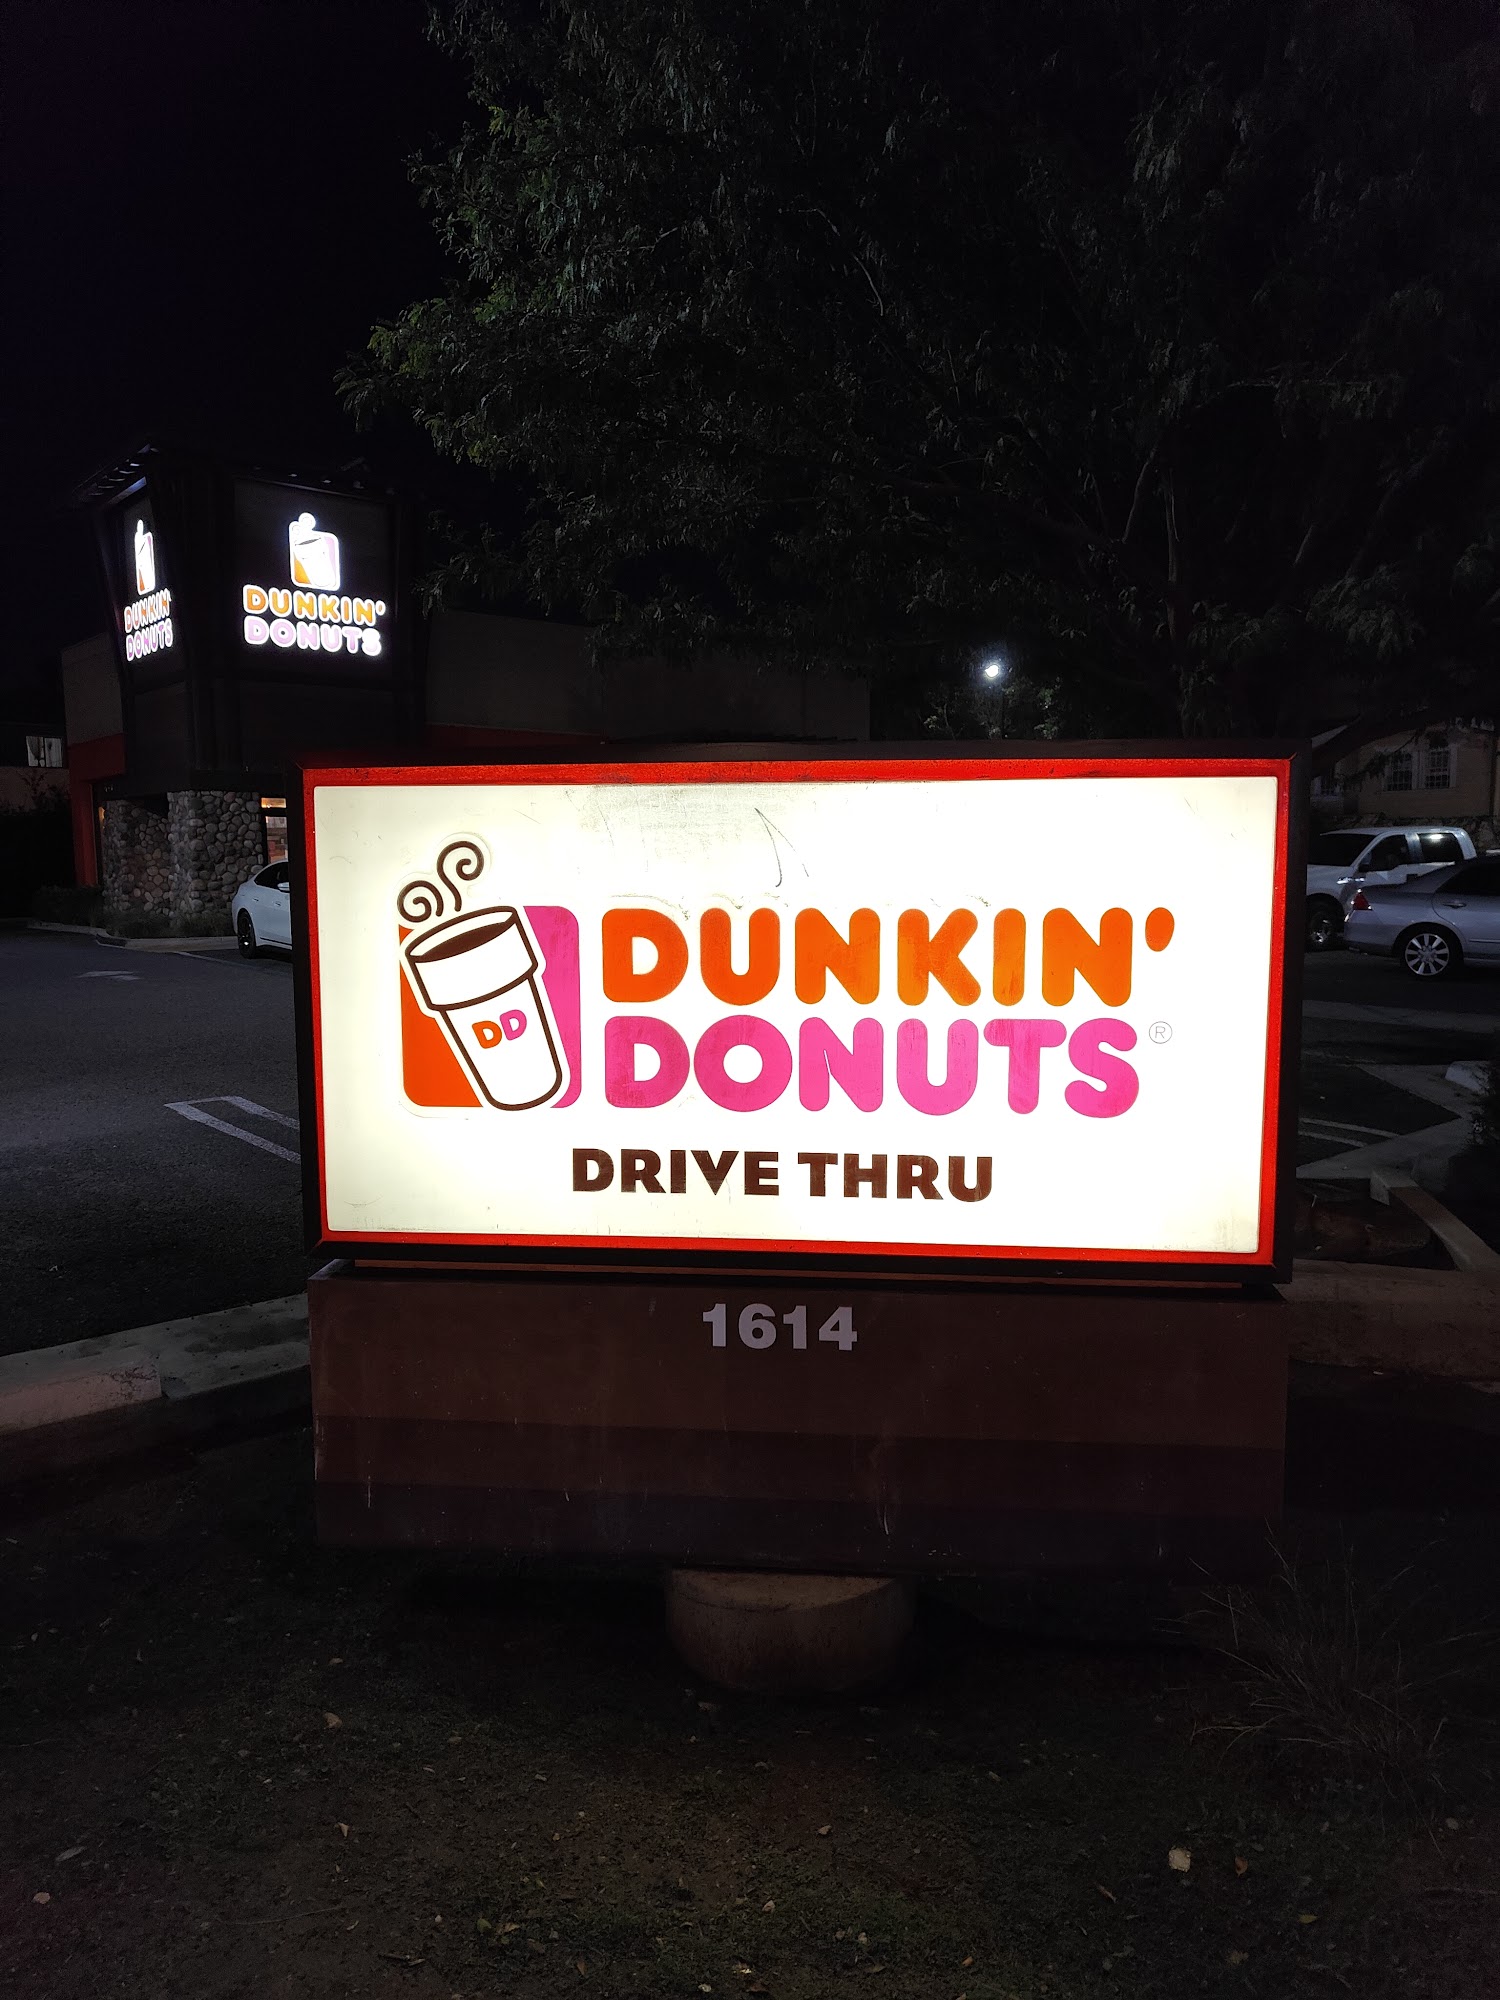 DUNKIN'
DONUTS
DUNKIN'
DONUTS
DD
DUNKIN'
DONUTS®
DRIVE THRU
1614